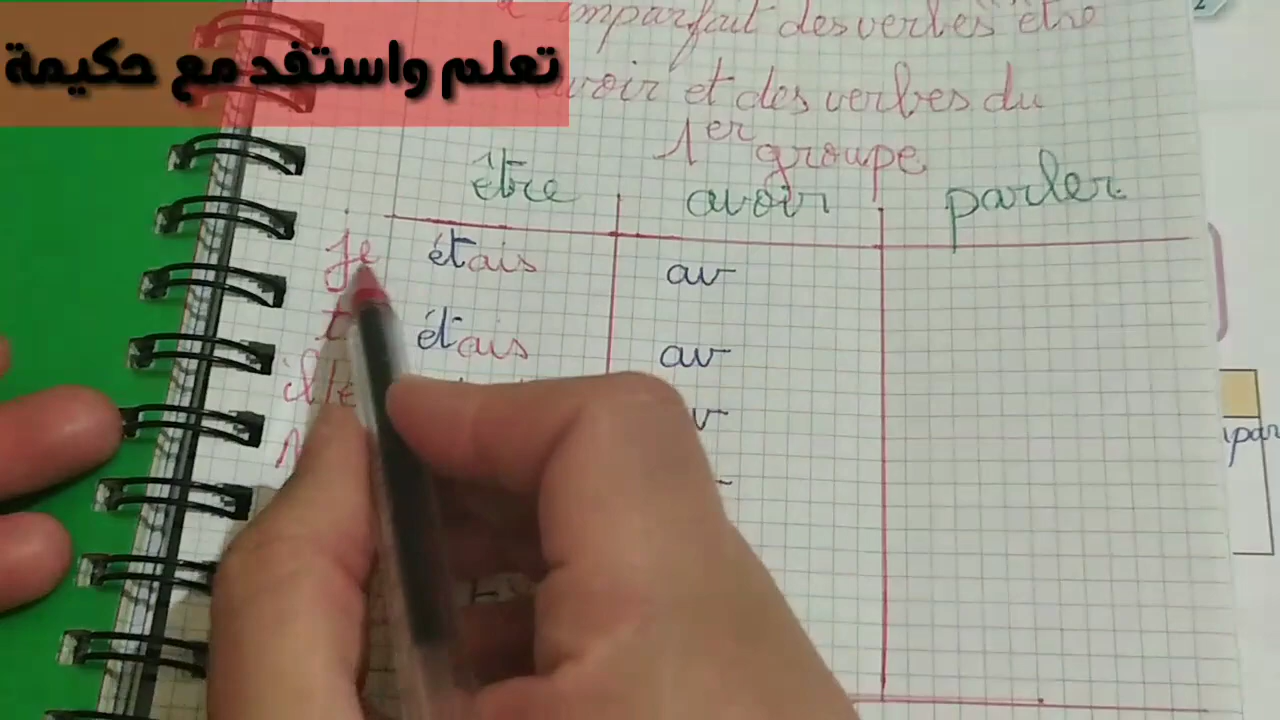 تعلم واستفد مع حكيمة
imparfait des verbes être
avoir et des verbes du
1er groupe
être avoir parler
je étais av
étais av